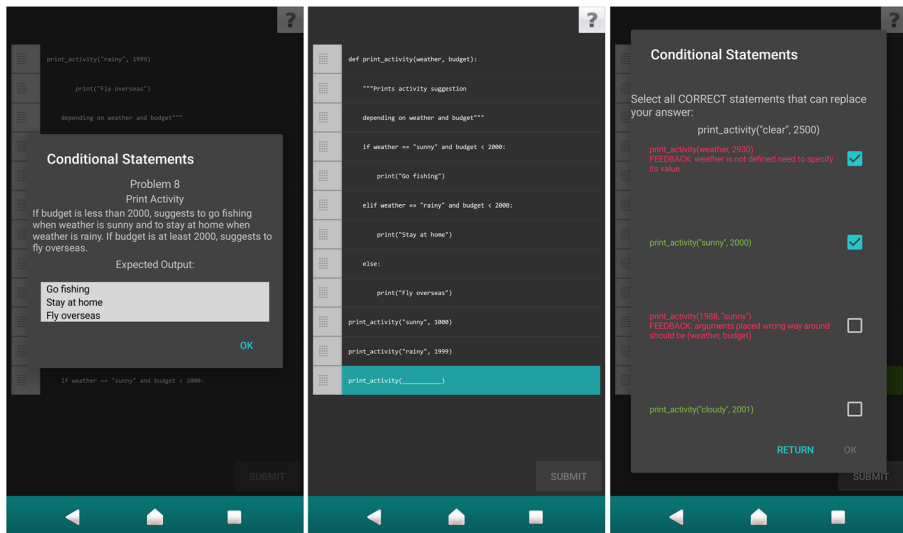 ?
print_activity("rainy", 1999)
print("Fly overseas")
depending on weather and budget"""
Conditional Statements
Problem 8
Print Activity
If budget is less than 2000, suggests to go fishing
when weather is sunny and to stay at home when
weather is rainy. If budget is at least 2000, suggests to
fly overseas.
Expected Output:
Go fishing
Stay at home
Fly overseas
OK
if weather == "sunny" and budget < 2000:
SUBMIT
?
def print_activity(weather, budget):
"""Prints activity suggestion
depending on weather and budget"""
if weather == "sunny" and budget < 2000:
print("Go fishing")
elif weather == "rainy" and budget < 2000:
print("Stay at home")
else:
print("Fly overseas")
print_activity("sunny", 1000)
print_activity("rainy", 1999)
print_activity(___________)
SUBMIT
?
Conditional Statements
Select all CORRECT statements that can replace
your answer:
print_activity("clear", 2500)
print_activity(weather, 2930)
FEEDBACK: weather is not defined need to specify
its value.
print_activity("sunny", 2000)
print_activity(1988, "sunny")
FEEDBACK: arguments placed wrong way around
should be (weather, budget).
print_activity("cloudy", 2001)
RETURN OK
SUBMIT